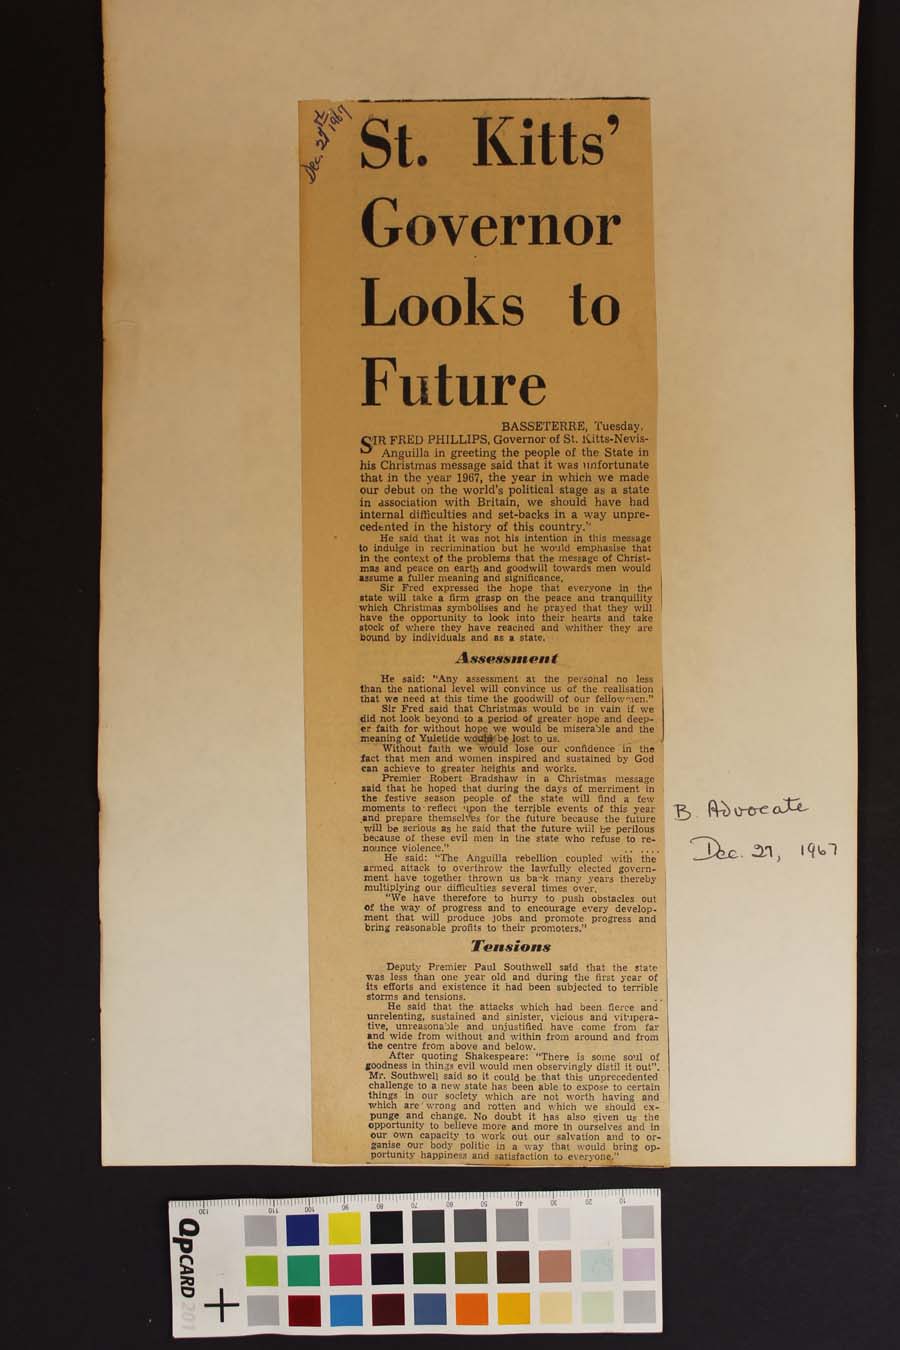 Dec. 27th
1967
St. Kitts'
Governor
Looks to
Future
BASSETERRE, Tuesday.
SIR FRED PHILLIPS, Governor of St. Kitts-Nevis-
Anguilla in greeting the people of the State in
his Christmas message said that it was unfortunate
that in the year 1967, the year in which we made
our debut on the world's political stage as a state
in association with Britain, we should have had
internal difficulties and set-backs in a way unpre-
cedented in the history of this country."
He said that it was not his intention in this message
to indulge in recrimination but he would emphasise that
in the context of the problems that the message of Christ-
mas and peace on earth and goodwill towards men would
assume a fuller meaning and significance.
Sir Fred expressed the hope that everyone in the
state will take a firm grasp on the peace and tranquility
which Christmas symbolises and he prayed that they will
have the opportunity to look into their hearts and take
stock of where they have reached and whither they are
bound by individuals and as a state.
Assessment
He said: "Any assessment at the personal no less
than the national level will convince us of the realisation
that we need at this time the goodwill of our fellowmen."
Sir Fred said that Christmas would be in vain if we
did not look beyond to a period of greater hope and deep-
er faith for without hope we would be miserable and the
meaning of Yuletide would be lost to us.
Without faith we would lose our confidence in the
fact that men and women inspired and sustained by God
can achieve to greater heights and works.
Premier Robert Bradshaw in a Christmas message
said that he hoped that during the days of merriment in
the festive season people of the state will find a few
moments to reflect upon the terrible events of this year
and prepare themselves for the future because the future
will be serious as he said that the future will be perilous
because of these evil men in the state who refuse to re-
nounce violence."
He said: "The Anguilla rebellion coupled with the
armed attack to overthrow the lawfully elected govern-
ment have together thrown us back many years thereby
multiplying our difficulties several times over.
"We have therefore to hurry to push obstacles out
of the way of progress and to encourage every develop-
ment that will produce jobs and promote progress and
bring reasonable profits to their promoters."
Tensions
Deputy Premier Paul Southwell said that the state
was less than one year old and during the first year of
its efforts and existence it had been subjected to terrible
storms and tensions.
He said that the attacks which had been fierce and
unrelenting, sustained and sinister, vicious and vitupera-
tive, unreasonable and unjustified have come from far
and wide from without and within from around and from
the centre from above and below.
After quoting Shakespeare: "There is some soul of
goodness in things evil would men observingly distil it out".
Mr. Southwell said so it could be that this unprecedented
challenge to a new state has been able to expose to certain
things in our society which are not worth having and
which are wrong and rotten and which we should ex-
punge and change. No doubt it has also given us the
opportunity to believe more and more in ourselves and in
our own capacity to work out our salvation and to or-
ganise our body politic in a way that would bring op-
portunity happiness and satisfaction to everyone."
B. Advocate
Dec. 27, 1967
130 110 100 90 80 70 60 50 40 30 20 10
QPCARD 201